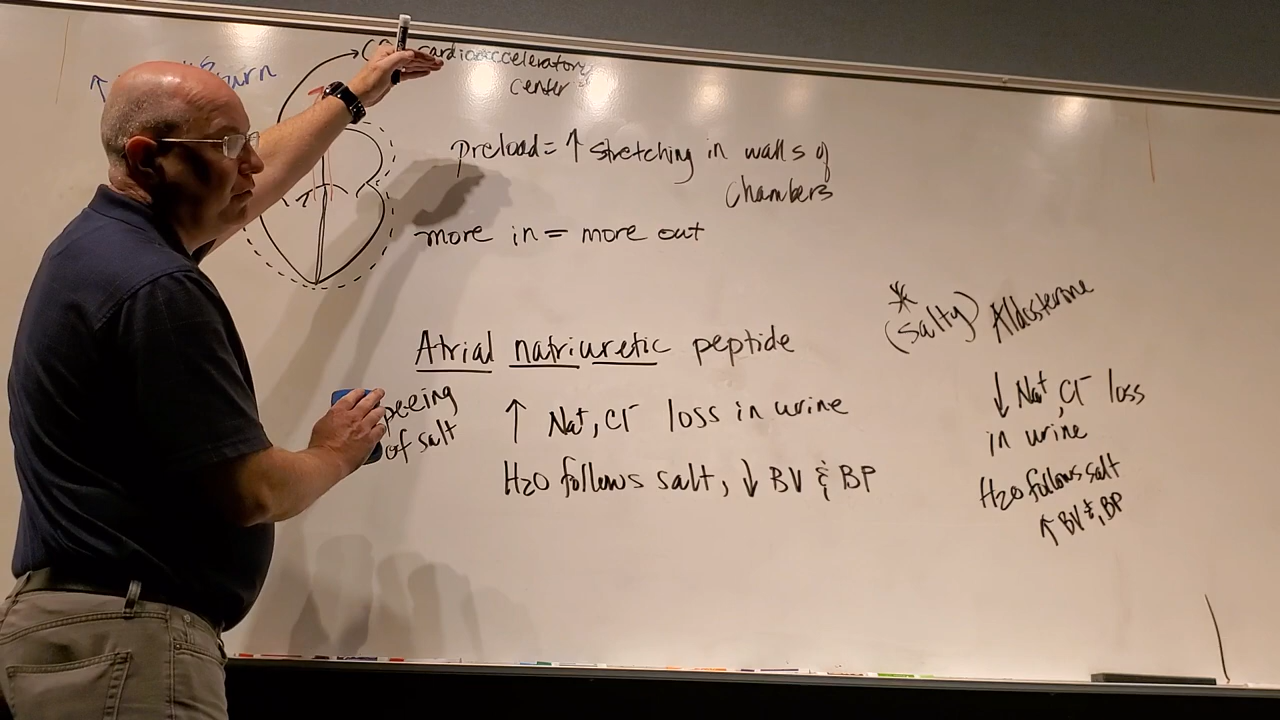 cardioacceleratory
center
preload = ↑ stretching in walls of
chambers
more in = more out
Atrial natriuretic peptide
peeing
of salt
↑ Na⁺, Cl⁻ loss in urine
H2O follows salt, ↓ BV & BP
*
(salty) Aldosterone
↓ Na⁺, Cl⁻ loss
in urine
H2O follows salt
↑ BV &, BP